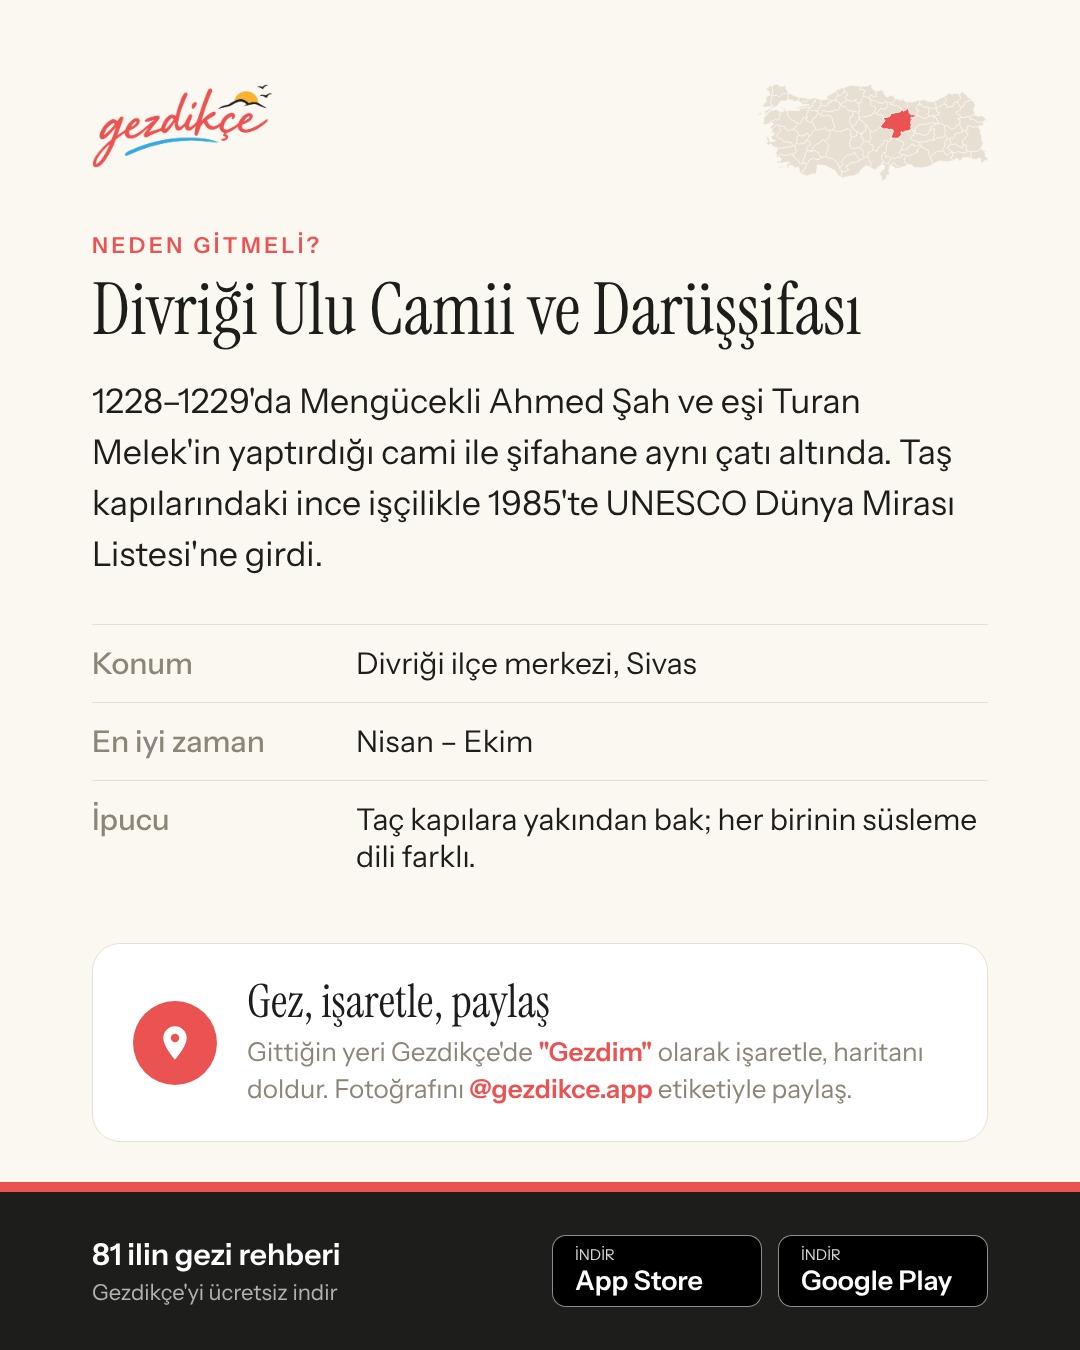 gezdikçe
NEDEN GİTMELİ?
Divriği Ulu Camii ve Darüşşifası
1228–1229'da Mengücekli Ahmed Şah ve eşi Turan
Melek'in yaptırdığı cami ile şifahane aynı çatı altında. Taş
kapılarındaki ince işçilikle 1985'te UNESCO Dünya Mirası
Listesi'ne girdi.
Konum
Divriği ilçe merkezi, Sivas
En iyi zaman
Nisan – Ekim
İpucu
Taç kapılara yakından bak; her birinin süsleme
dili farklı.
Gez, işaretle, paylaş
Gittiğin yeri Gezdikçe'de "Gezdim" olarak işaretle, haritanı
doldur. Fotoğrafını @gezdikce.app etiketiyle paylaş.
81 ilin gezi rehberi
Gezdikçe'yi ücretsiz indir
İNDİR
App Store
İNDİR
Google Play